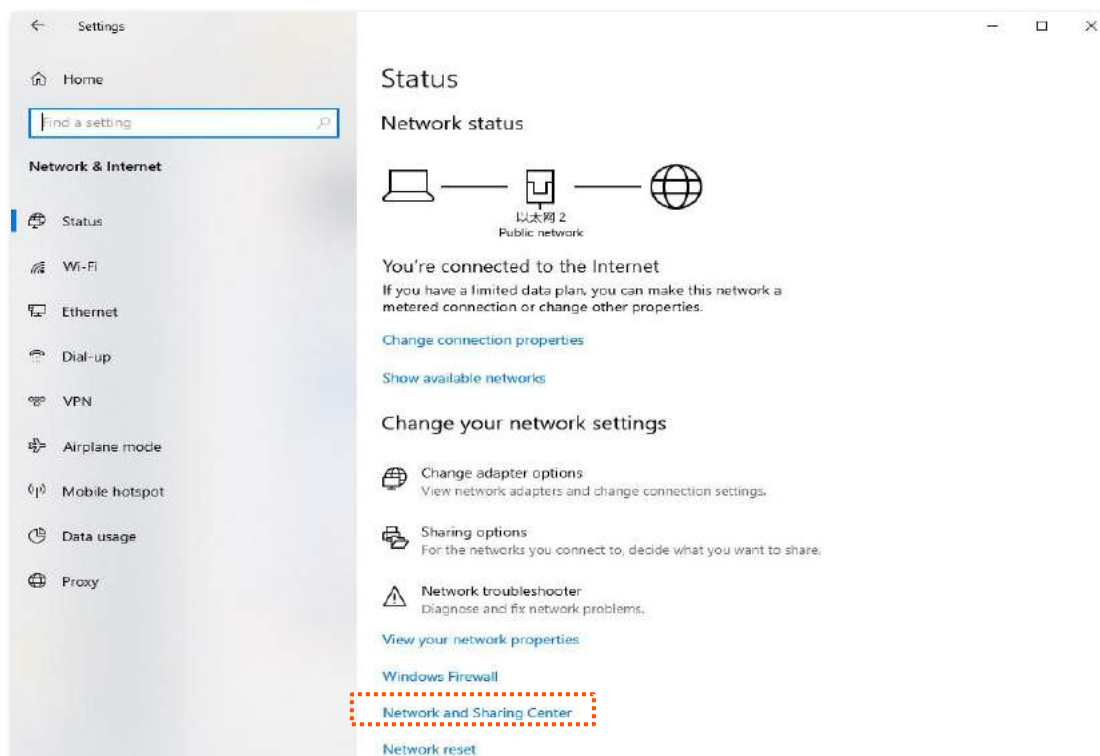 Settings
Home
Find a setting
Network & Internet
Status
Wi-Fi
Ethernet
Dial-up
VPN
Airplane mode
Mobile hotspot
Data usage
Proxy
Status
Network status
以太网 2
Public network
You're connected to the Internet
If you have a limited data plan, you can make this network a
metered connection or change other properties.
Change connection properties
Show available networks
Change your network settings
Change adapter options
View network adapters and change connection settings.
Sharing options
For the networks you connect to, decide what you want to share.
Network troubleshooter
Diagnose and fix network problems.
View your network properties
Windows Firewall
Network and Sharing Center
Network reset